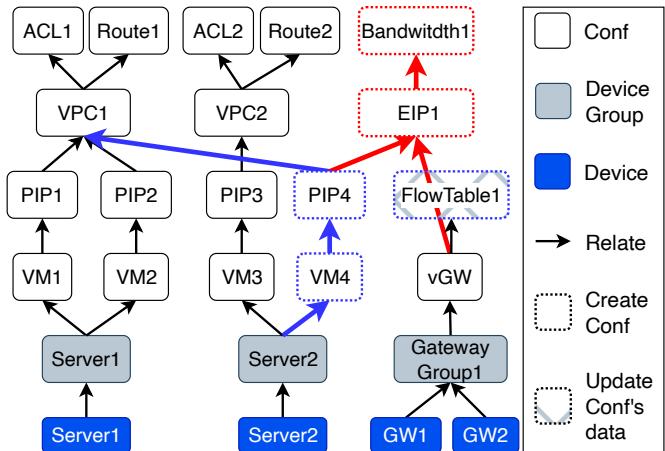 ACL1
Route1
ACL2
Route2
Bandwitdth1
Conf
VPC1
VPC2
EIP1
Device
Group
PIP1
PIP2
PIP3
PIP4
FlowTable1
Device
Relate
VM1
VM2
VM3
VM4
vGW
Create
Conf
Server1
Server2
Gateway
Group1
Update
Conf's
data
Server1
Server2
GW1
GW2